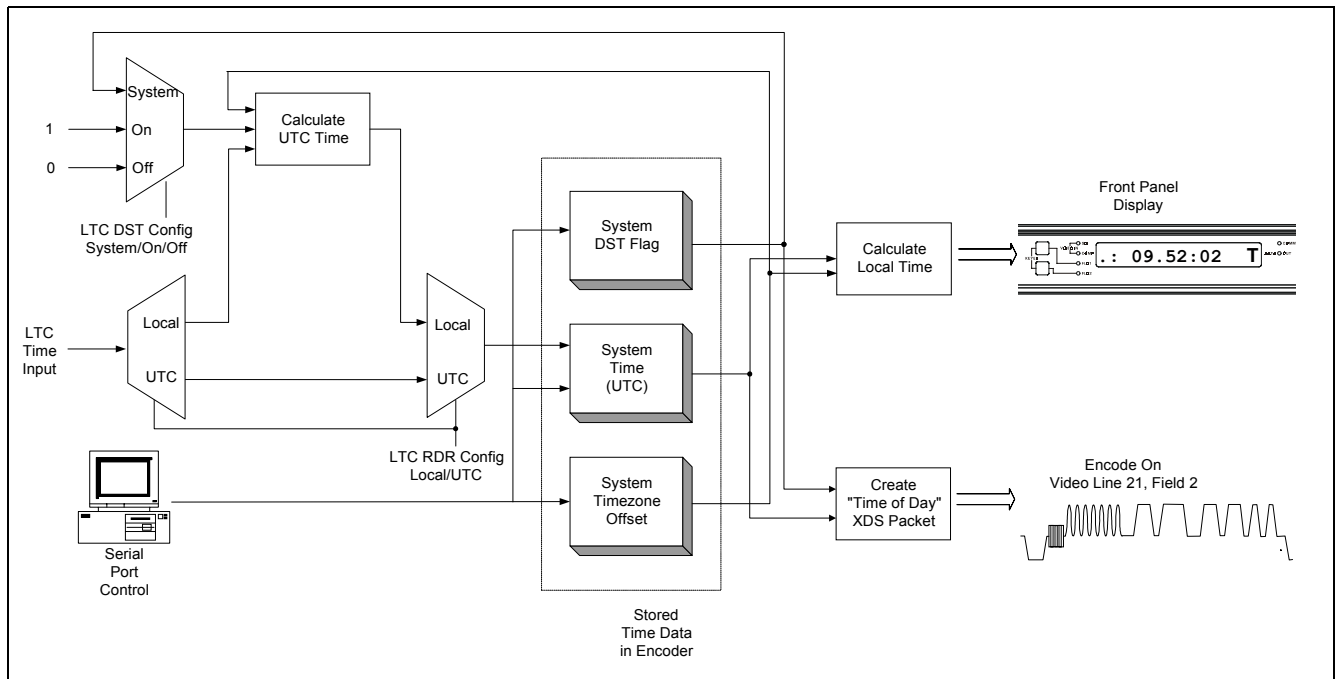 System
1
On
0
Off
LTC DST Config
System/On/Off
Calculate
UTC Time
LTC
Time
Input
Local
UTC
Local
UTC
LTC RDR Config
Local/UTC
Serial
Port
Control
System
DST Flag
System
Time
(UTC)
System
Timezone
Offset
Stored
Time Data
in Encoder
Calculate
Local Time
Front Panel
Display
.: 09.52:02 T
Create
"Time of Day"
XDS Packet
Encode On
Video Line 21, Field 2